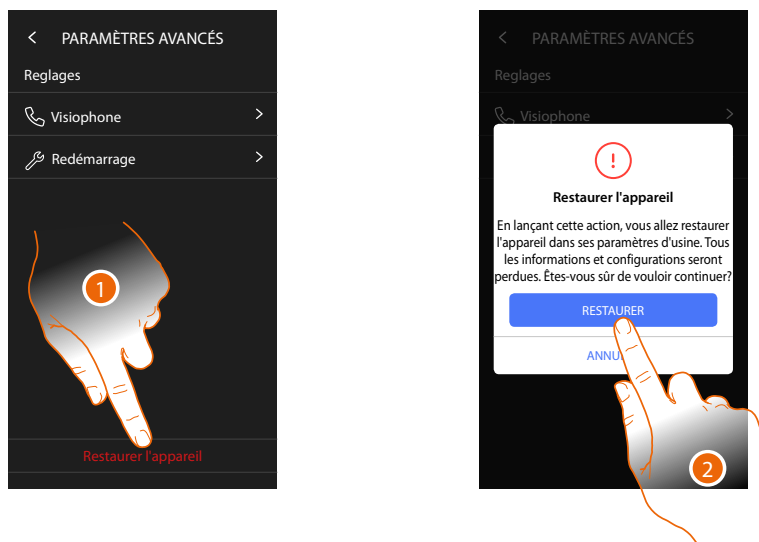 PARAMÈTRES AVANCÉS
Reglages
Visiophone
Redémarrage
1
Restaurer l'appareil
PARAMÈTRES AVANCÉS
Reglages
Visiophone
Restaurer l'appareil
En lançant cette action, vous allez restaurer
l'appareil dans ses paramètres d'usine. Tous
les informations et configurations seront
perdues. Êtes-vous sûr de vouloir continuer?
RESTAURER
ANNU
2